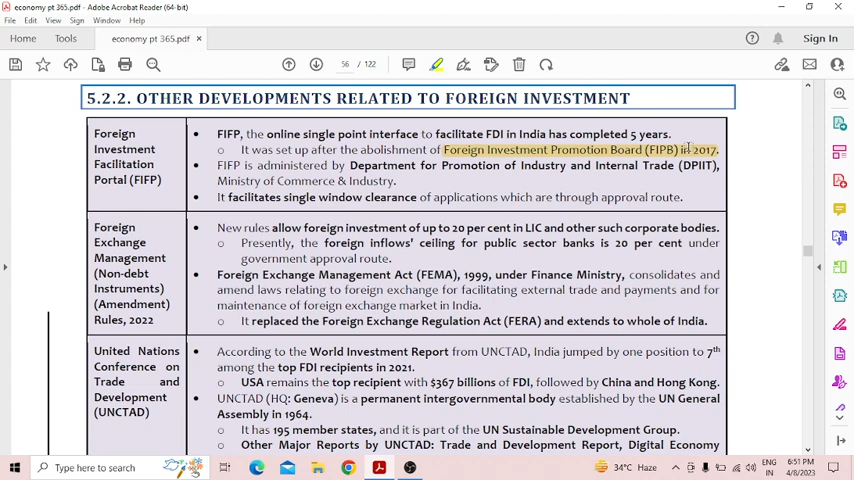 economy pt 365.pdf - Adobe Acrobat Reader (64-bit)
File Edit View Sign Window Help
Home Tools economy pt 365.pdf × Sign In
56 / 122
5.2.2. OTHER DEVELOPMENTS RELATED TO FOREIGN INVESTMENT
Foreign
Investment
Facilitation
Portal (FIFP)
• FIFP, the online single point interface to facilitate FDI in India has completed 5 years.
o It was set up after the abolishment of Foreign Investment Promotion Board (FIPB) in 2017.
• FIFP is administered by Department for Promotion of Industry and Internal Trade (DPIIT),
Ministry of Commerce & Industry.
• It facilitates single window clearance of applications which are through approval route.
Foreign
Exchange
Management
(Non-debt
Instruments)
(Amendment)
Rules, 2022
• New rules allow foreign investment of up to 20 per cent in LIC and other such corporate bodies.
o Presently, the foreign inflows' ceiling for public sector banks is 20 per cent under
government approval route.
• Foreign Exchange Management Act (FEMA), 1999, under Finance Ministry, consolidates and
amend laws relating to foreign exchange for facilitating external trade and payments and for
maintenance of foreign exchange market in India.
o It replaced the Foreign Exchange Regulation Act (FERA) and extends to whole of India.
United Nations
Conference on
Trade and
Development
(UNCTAD)
• According to the World Investment Report from UNCTAD, India jumped by one position to 7th
among the top FDI recipients in 2021.
o USA remains the top recipient with $367 billions of FDI, followed by China and Hong Kong.
• UNCTAD (HQ: Geneva) is a permanent intergovernmental body established by the UN General
Assembly in 1964.
o It has 195 member states, and it is part of the UN Sustainable Development Group.
o Other Major Reports by UNCTAD: Trade and Development Report, Digital Economy
Type here to search
34°C Haze
ENG
IN
6:51 PM
4/8/2023